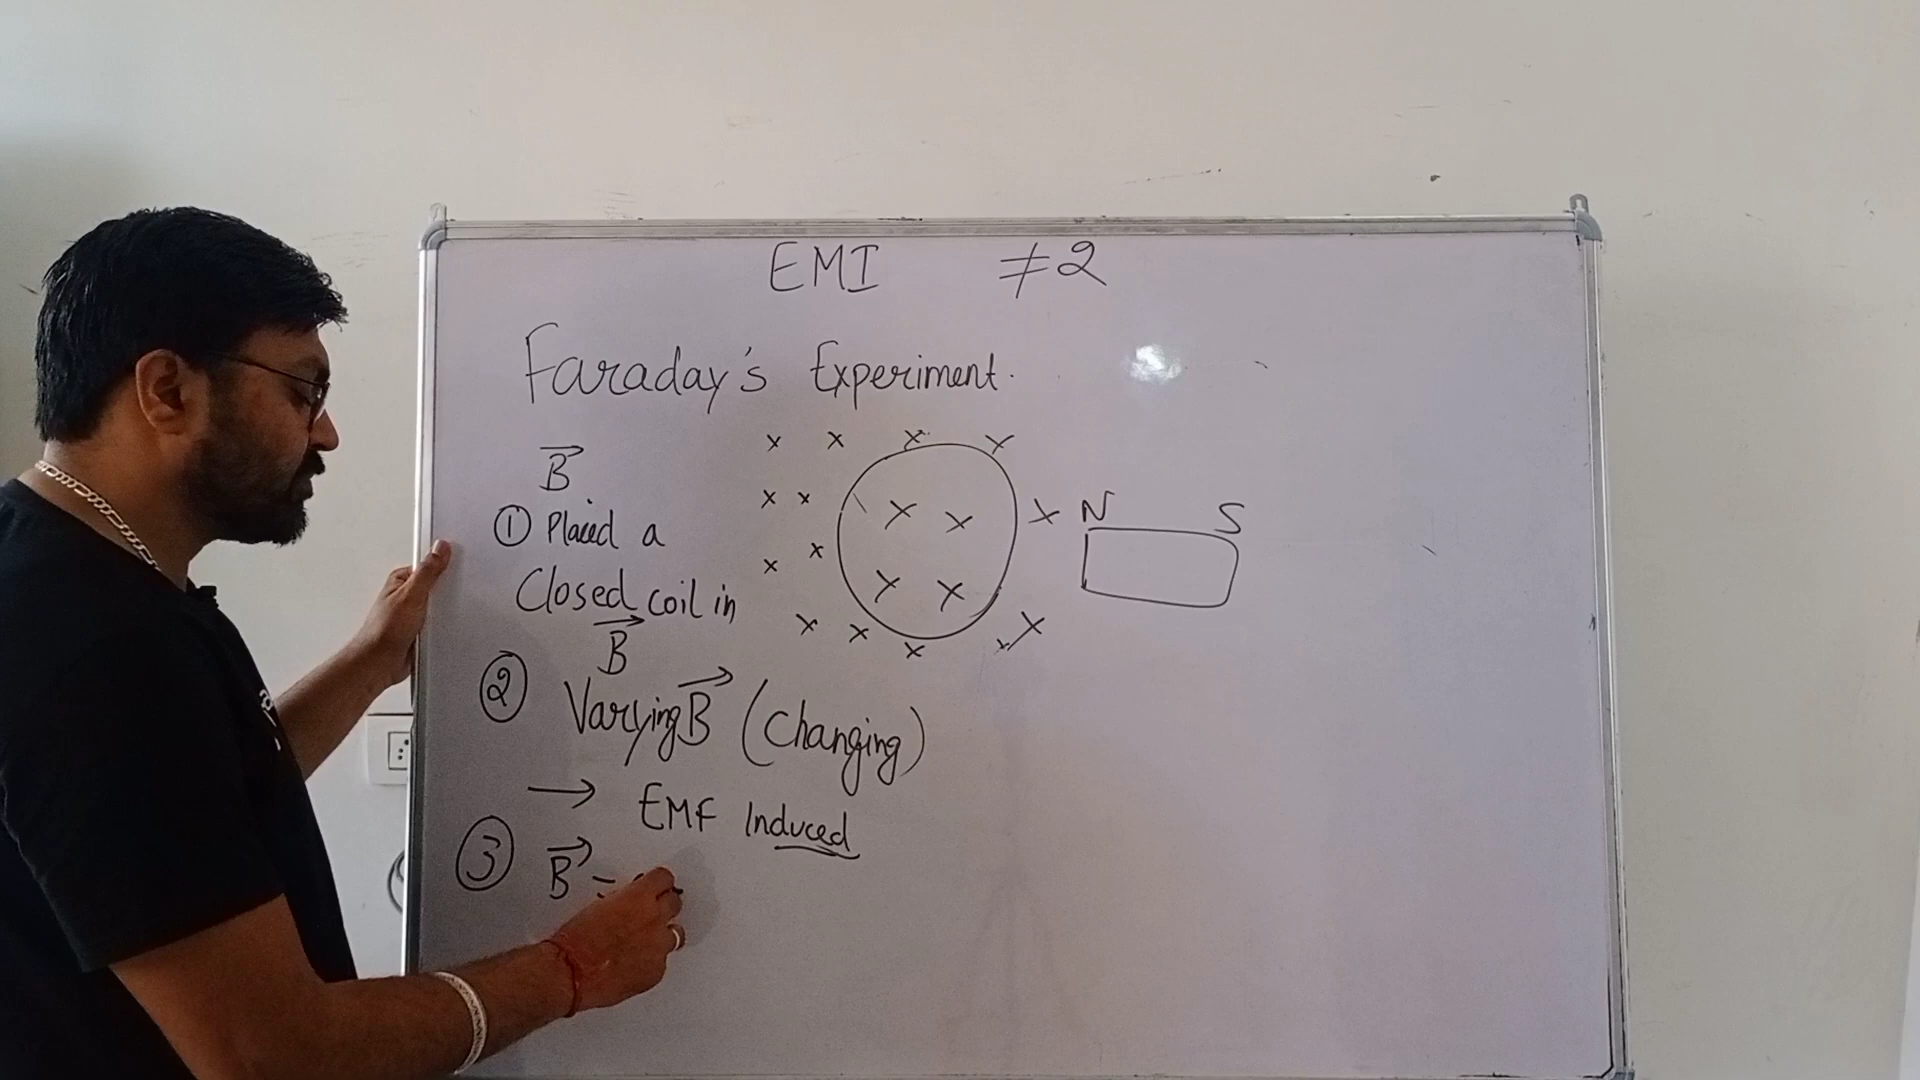 EMI #2
Faraday's Experiment.
B
① Placed a
Closed coil in
B
② Varying B (Changing)
→ EMF Induced
③ B =
N S